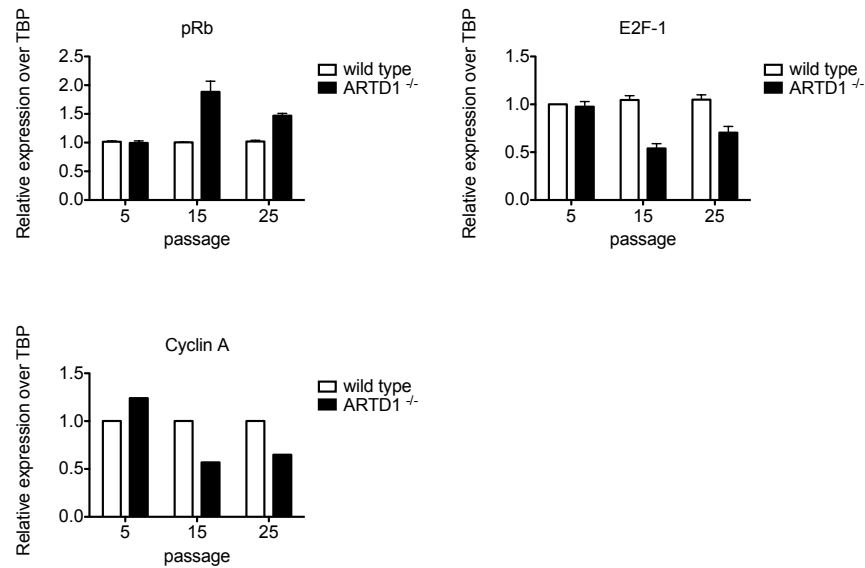 pRb
Relative expression over TBP
2.5
2.0
1.5
1.0
0.5
0.0
5 15 25
passage
wild type
ARTD1 -/-
E2F-1
Relative expression over TBP
1.5
1.0
0.5
0.0
5 15 25
passage
wild type
ARTD1 -/-
Cyclin A
Relative expression over TBP
1.5
1.0
0.5
0.0
5 15 25
passage
wild type
ARTD1 -/-